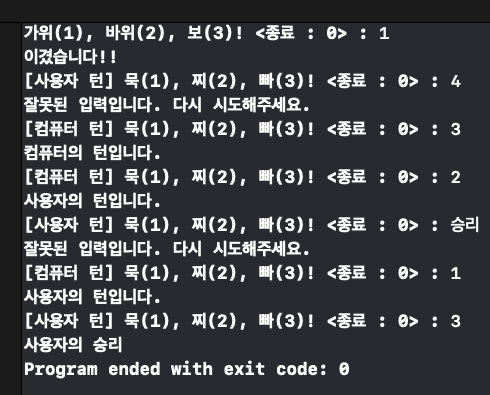 가위(1), 바위(2), 보(3)! <종료 : 0> : 1
이겼습니다!!
[사용자 턴] 묵(1), 찌(2), 빠(3)! <종료 : 0> : 4
잘못된 입력입니다. 다시 시도해주세요.
[컴퓨터 턴] 묵(1), 찌(2), 빠(3)! <종료 : 0> : 3
컴퓨터의 턴입니다.
[컴퓨터 턴] 묵(1), 찌(2), 빠(3)! <종료 : 0> : 2
사용자의 턴입니다.
[사용자 턴] 묵(1), 찌(2), 빠(3)! <종료 : 0> : 승리
잘못된 입력입니다. 다시 시도해주세요.
[컴퓨터 턴] 묵(1), 찌(2), 빠(3)! <종료 : 0> : 1
사용자의 턴입니다.
[사용자 턴] 묵(1), 찌(2), 빠(3)! <종료 : 0> : 3
사용자의 승리
Program ended with exit code: 0